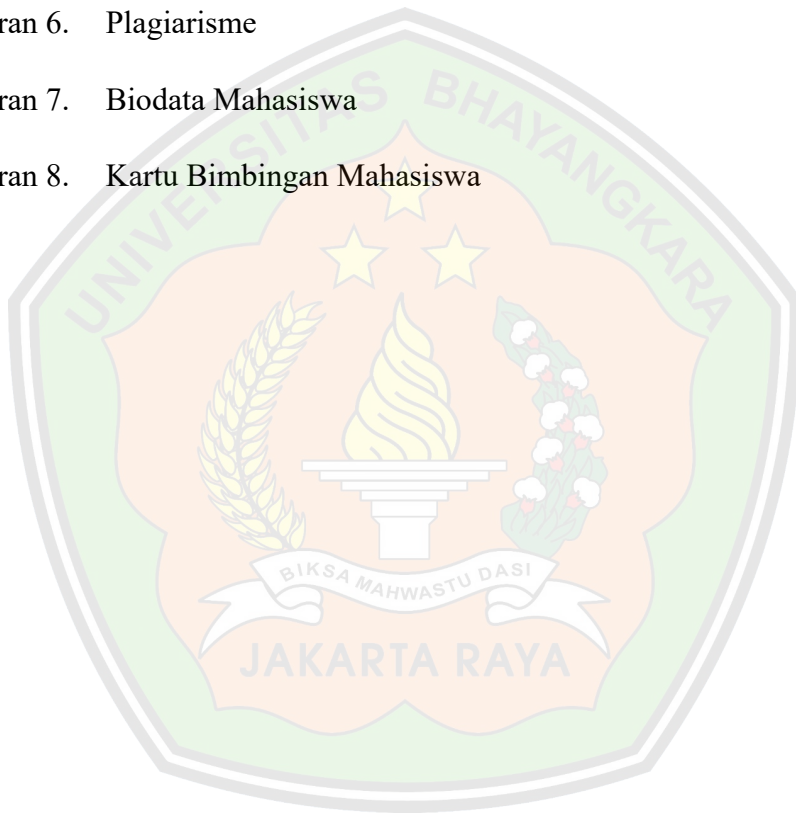 ran 6. Plagiarisme
ran 7. Biodata Mahasiswa
ran 8. Kartu Bimbingan Mahasiswa
UNIVERSITAS BHAYANGKARA
BIKSA MAHWASTU DASI
JAKARTA RAYA